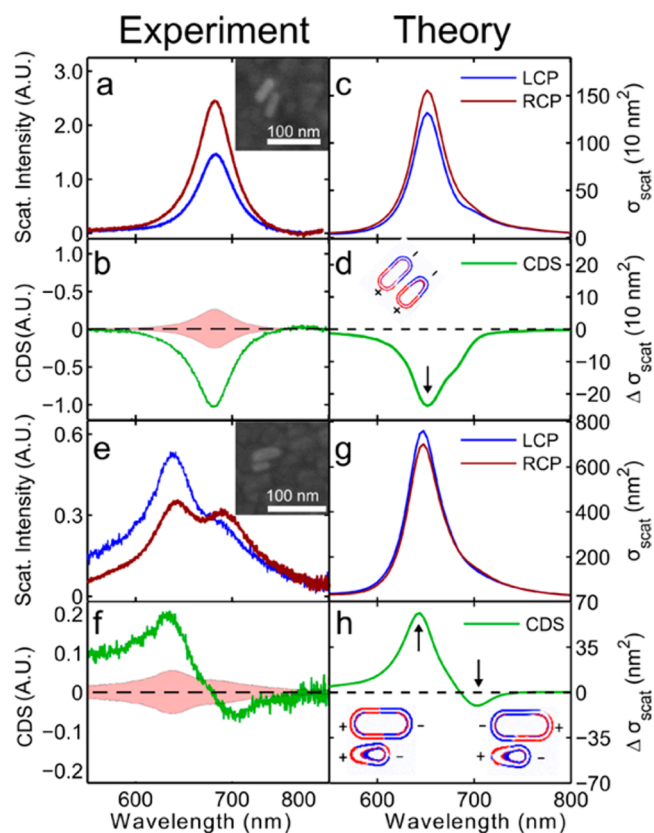 Experiment Theory
a
3.0
2.0
1.0
0
Scat. Intensity (A.U.)
100 nm
c
LCP
RCP
150
100
50
0
σscat (10 nm²)
b
1.0
−0.5
0
−0.5
−1.0
CDS(A.U.)
d
CDS
20
10
0
−10
−20
Δ σscat (10 nm²)
- -
+ +
e
0.6
0.3
0
Scat. Intensity (A.U.)
100 nm
g
LCP
RCP
800
600
400
200
70
σscat (nm²)
f
0.2
0.1
0
−0.1
−0.2
CDS (A.U.)
h
CDS
35
0
−35
−70
Δ σscat (nm²)
+ - - +
+ - + -
600 700 800
600 700 800
Wavelength (nm) Wavelength (nm)